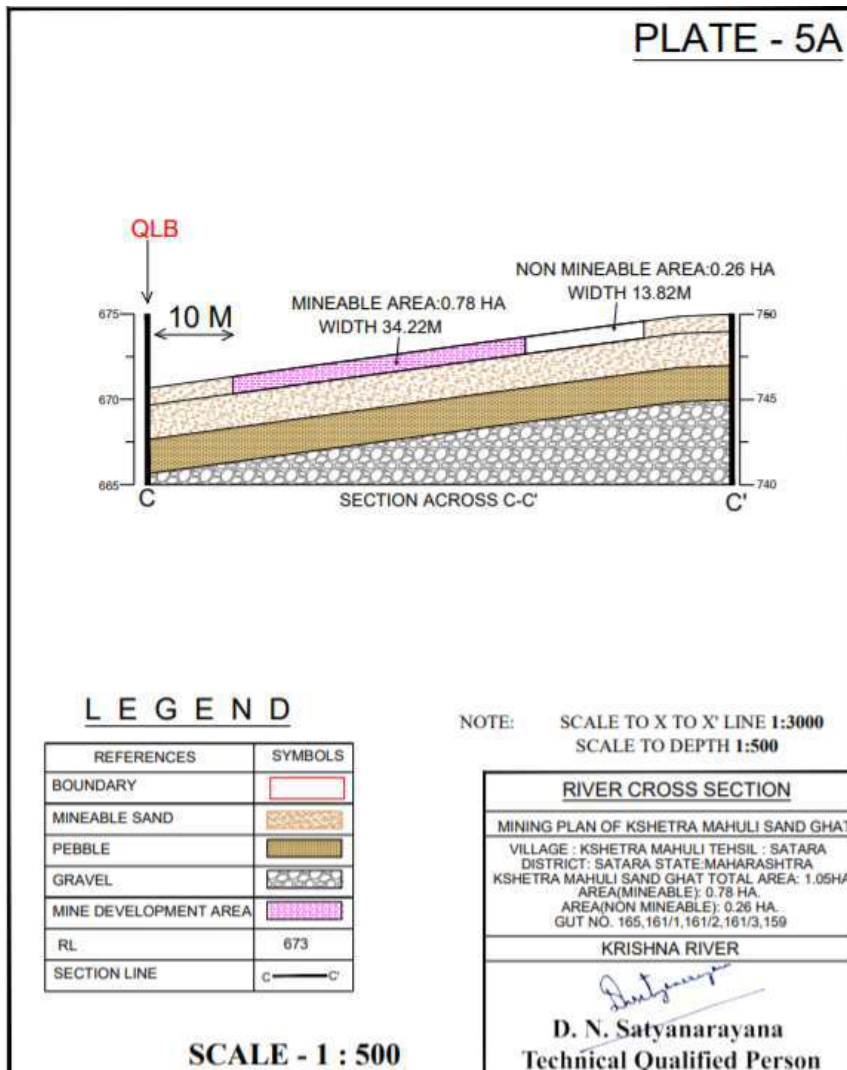 PLATE - 5A
QLB
NON MINEABLE AREA:0.26 HA
WIDTH 13.82M
MINEABLE AREA:0.78 HA
WIDTH 34.22M
10 M
675
670
665
750
745
740
C
SECTION ACROSS C-C'
C'
LEGEND
REFERENCES SYMBOLS
BOUNDARY
MINEABLE SAND
PEBBLE
GRAVEL
MINE DEVELOPMENT AREA
RL 673
SECTION LINE C C'
SCALE - 1 : 500
NOTE: SCALE TO X TO X' LINE 1:3000
SCALE TO DEPTH 1:500
RIVER CROSS SECTION
MINING PLAN OF KSHETRA MAHULI SAND GHAT
VILLAGE : KSHETRA MAHULI TEHSIL : SATARA
DISTRICT: SATARA STATE:MAHARASHTRA
KSHETRA MAHULI SAND GHAT TOTAL AREA: 1.05HA
AREA(MINEABLE): 0.78 HA.
AREA(NON MINEABLE): 0.26 HA.
GUT NO. 165,161/1,161/2,161/3,159
KRISHNA RIVER
D. N. Satyanarayana
Technical Qualified Person